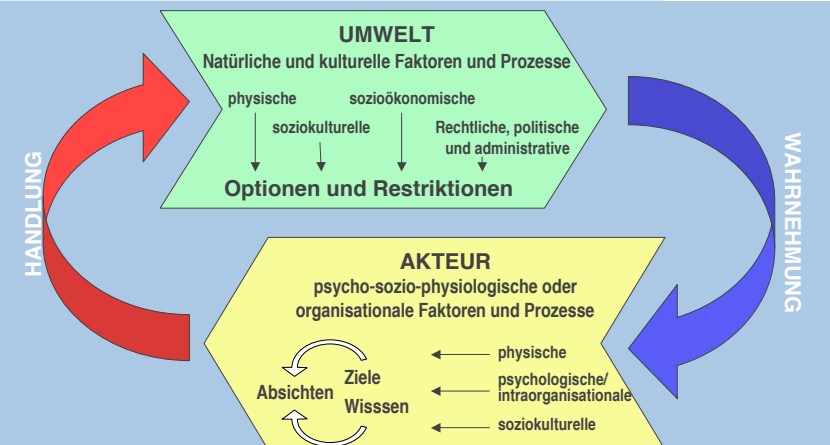 UMWELT
Natürliche und kulturelle Faktoren und Prozesse
physische
sozioökonomische
soziokulturelle
Rechtliche, politische
und administrative
Optionen und Restriktionen
HANDLUNG
WAHRNEHMUNG
AKTEUR
psycho-sozio-physiologische oder
organisationale Faktoren und Prozesse
physische
Ziele
psychologische/
Absichten
intraorganisationale
Wisssen
soziokulturelle